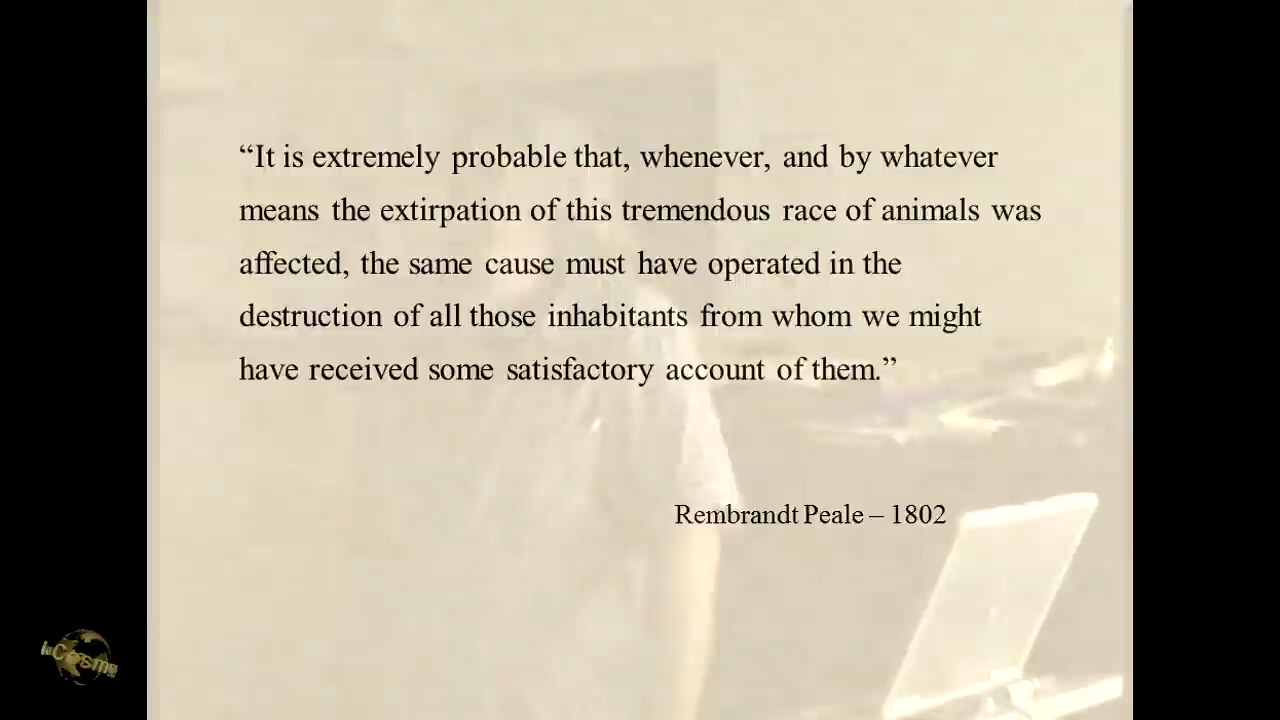 “It is extremely probable that, whenever, and by whatever
means the extirpation of this tremendous race of animals was
affected, the same cause must have operated in the
destruction of all those inhabitants from whom we might
have received some satisfactory account of them.”
Rembrandt Peale – 1802